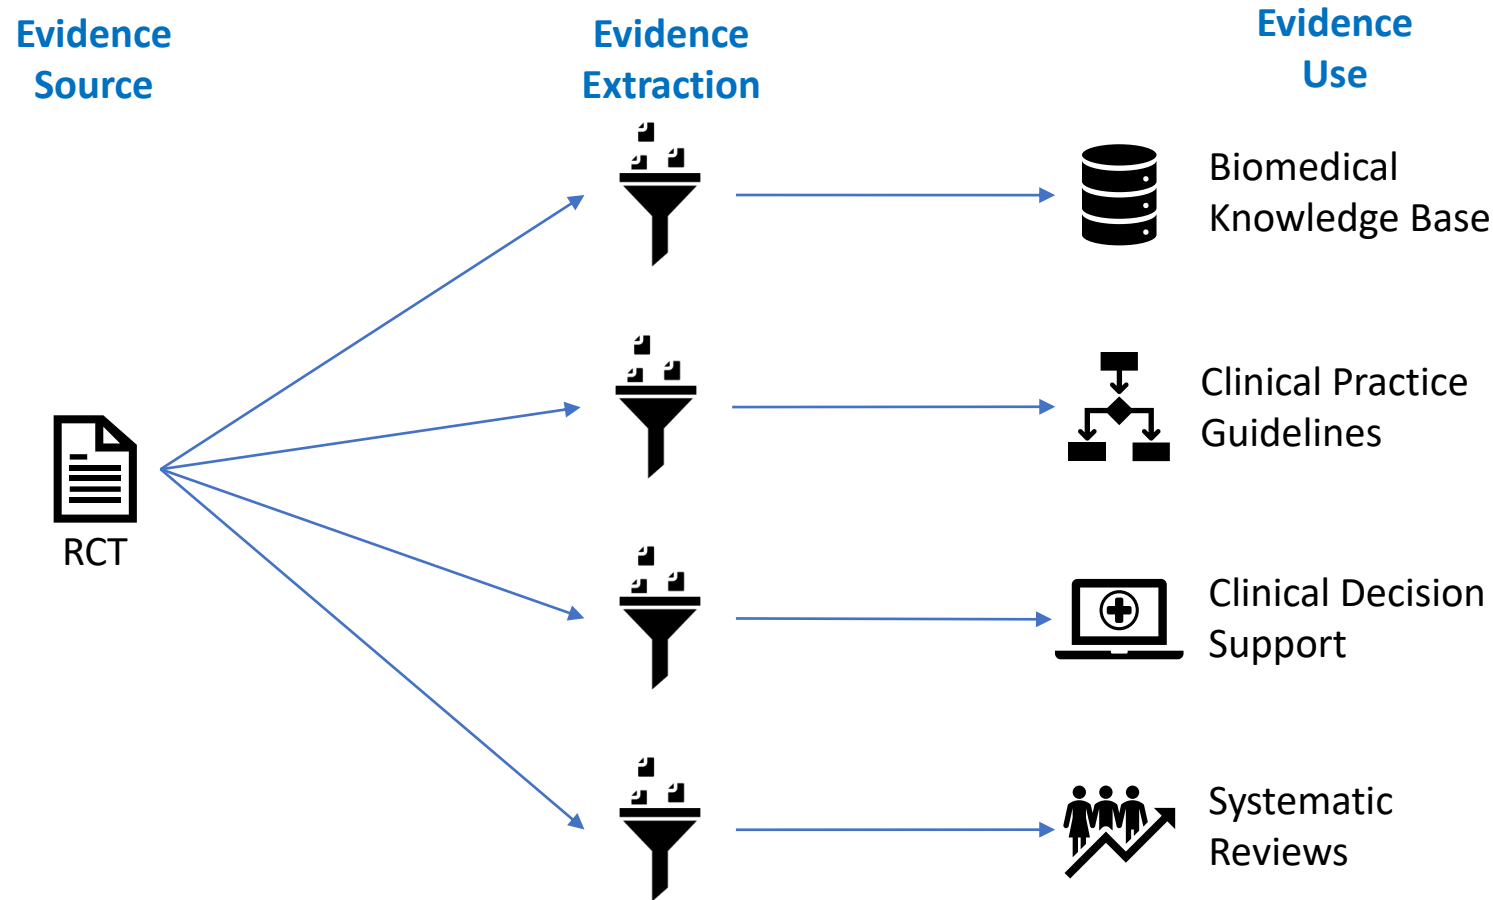 Evidence
Source
Evidence
Extraction
Evidence
Use
Biomedical
Knowledge Base
Clinical Practice
Guidelines
RCT
Clinical Decision
Support
Systematic
Reviews